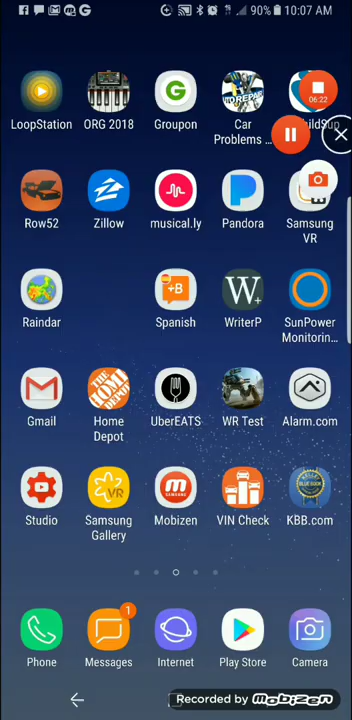 90% 10:07 AM
06:22
LoopStation ORG 2018 Groupon Car
Problems ...
Row52 Zillow musical.ly Pandora Samsung
VR
Raindar Spanish WriterP SunPower
Monitorin...
Gmail Home
Depot UberEATS WR Test Alarm.com
Studio Samsung
Gallery Mobizen VIN Check KBB.com
1
Phone Messages Internet Play Store Camera
Recorded by mobizen